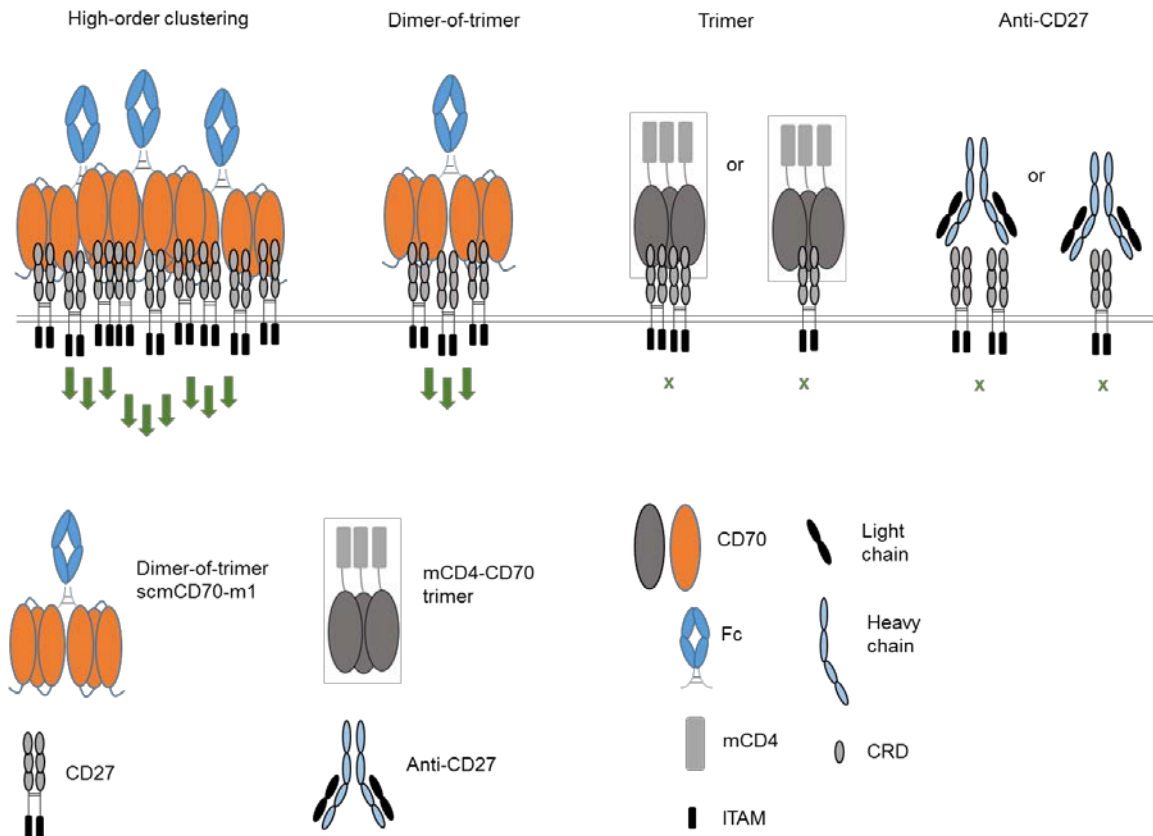 High-order clustering
Dimer-of-trimer
Trimer
Anti-CD27
or
or
x
x
x
x
Dimer-of-trimer
scmCD70-m1
mCD4-CD70
trimer
CD70
Light
chain
Fc
Heavy
chain
mCD4
CRD
CD27
Anti-CD27
ITAM